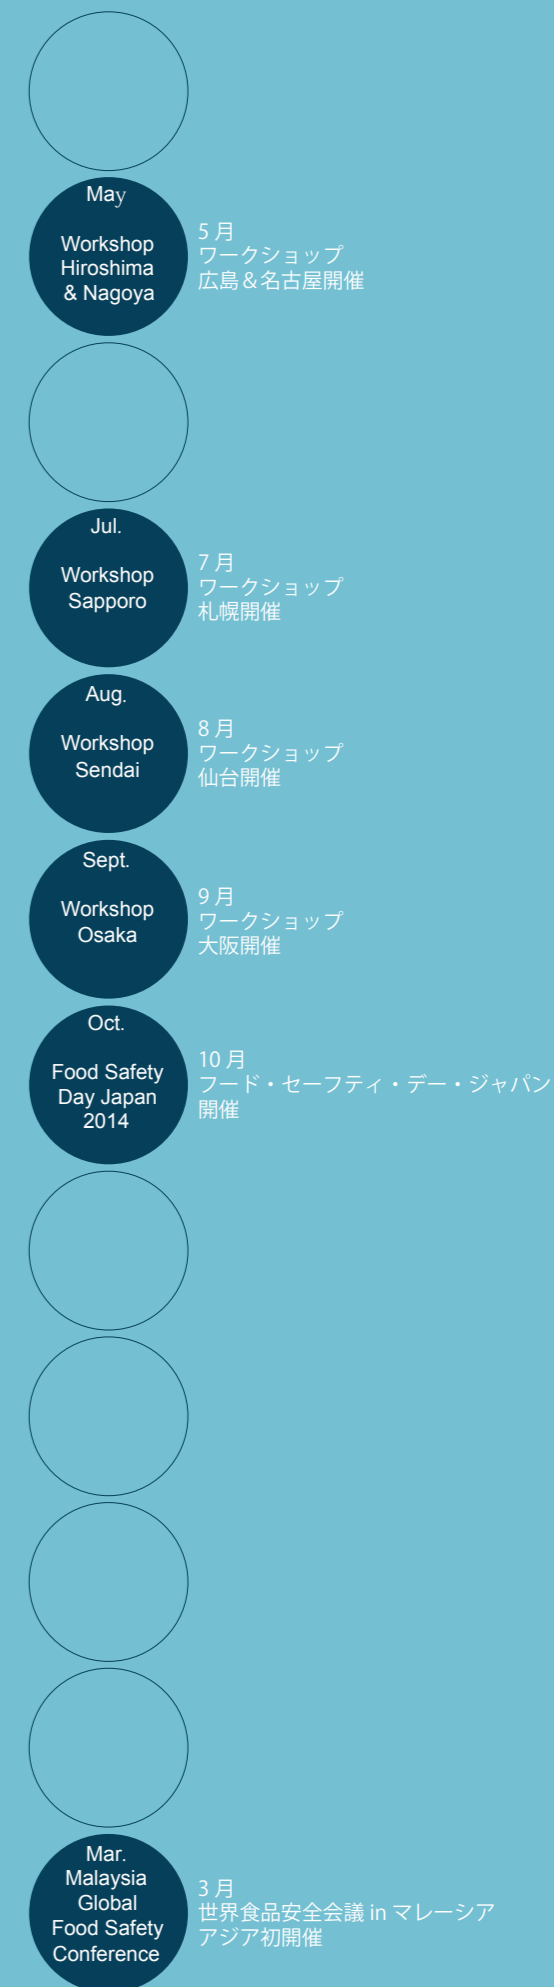 May
Workshop
Hiroshima
& Nagoya
5 月
ワークショップ
広島＆名古屋開催
Jul.
Workshop
Sapporo
7 月
ワークショップ
札幌開催
Aug.
Workshop
Sendai
8 月
ワークショップ
仙台開催
Sept.
Workshop
Osaka
9 月
ワークショップ
大阪開催
Oct.
Food Safety
Day Japan
2014
10 月
フード・セーフティ・デー・ジャパン
開催
Mar.
Malaysia
Global
Food Safety
Conference
3 月
世界食品安全会議 in マレーシア
アジア初開催